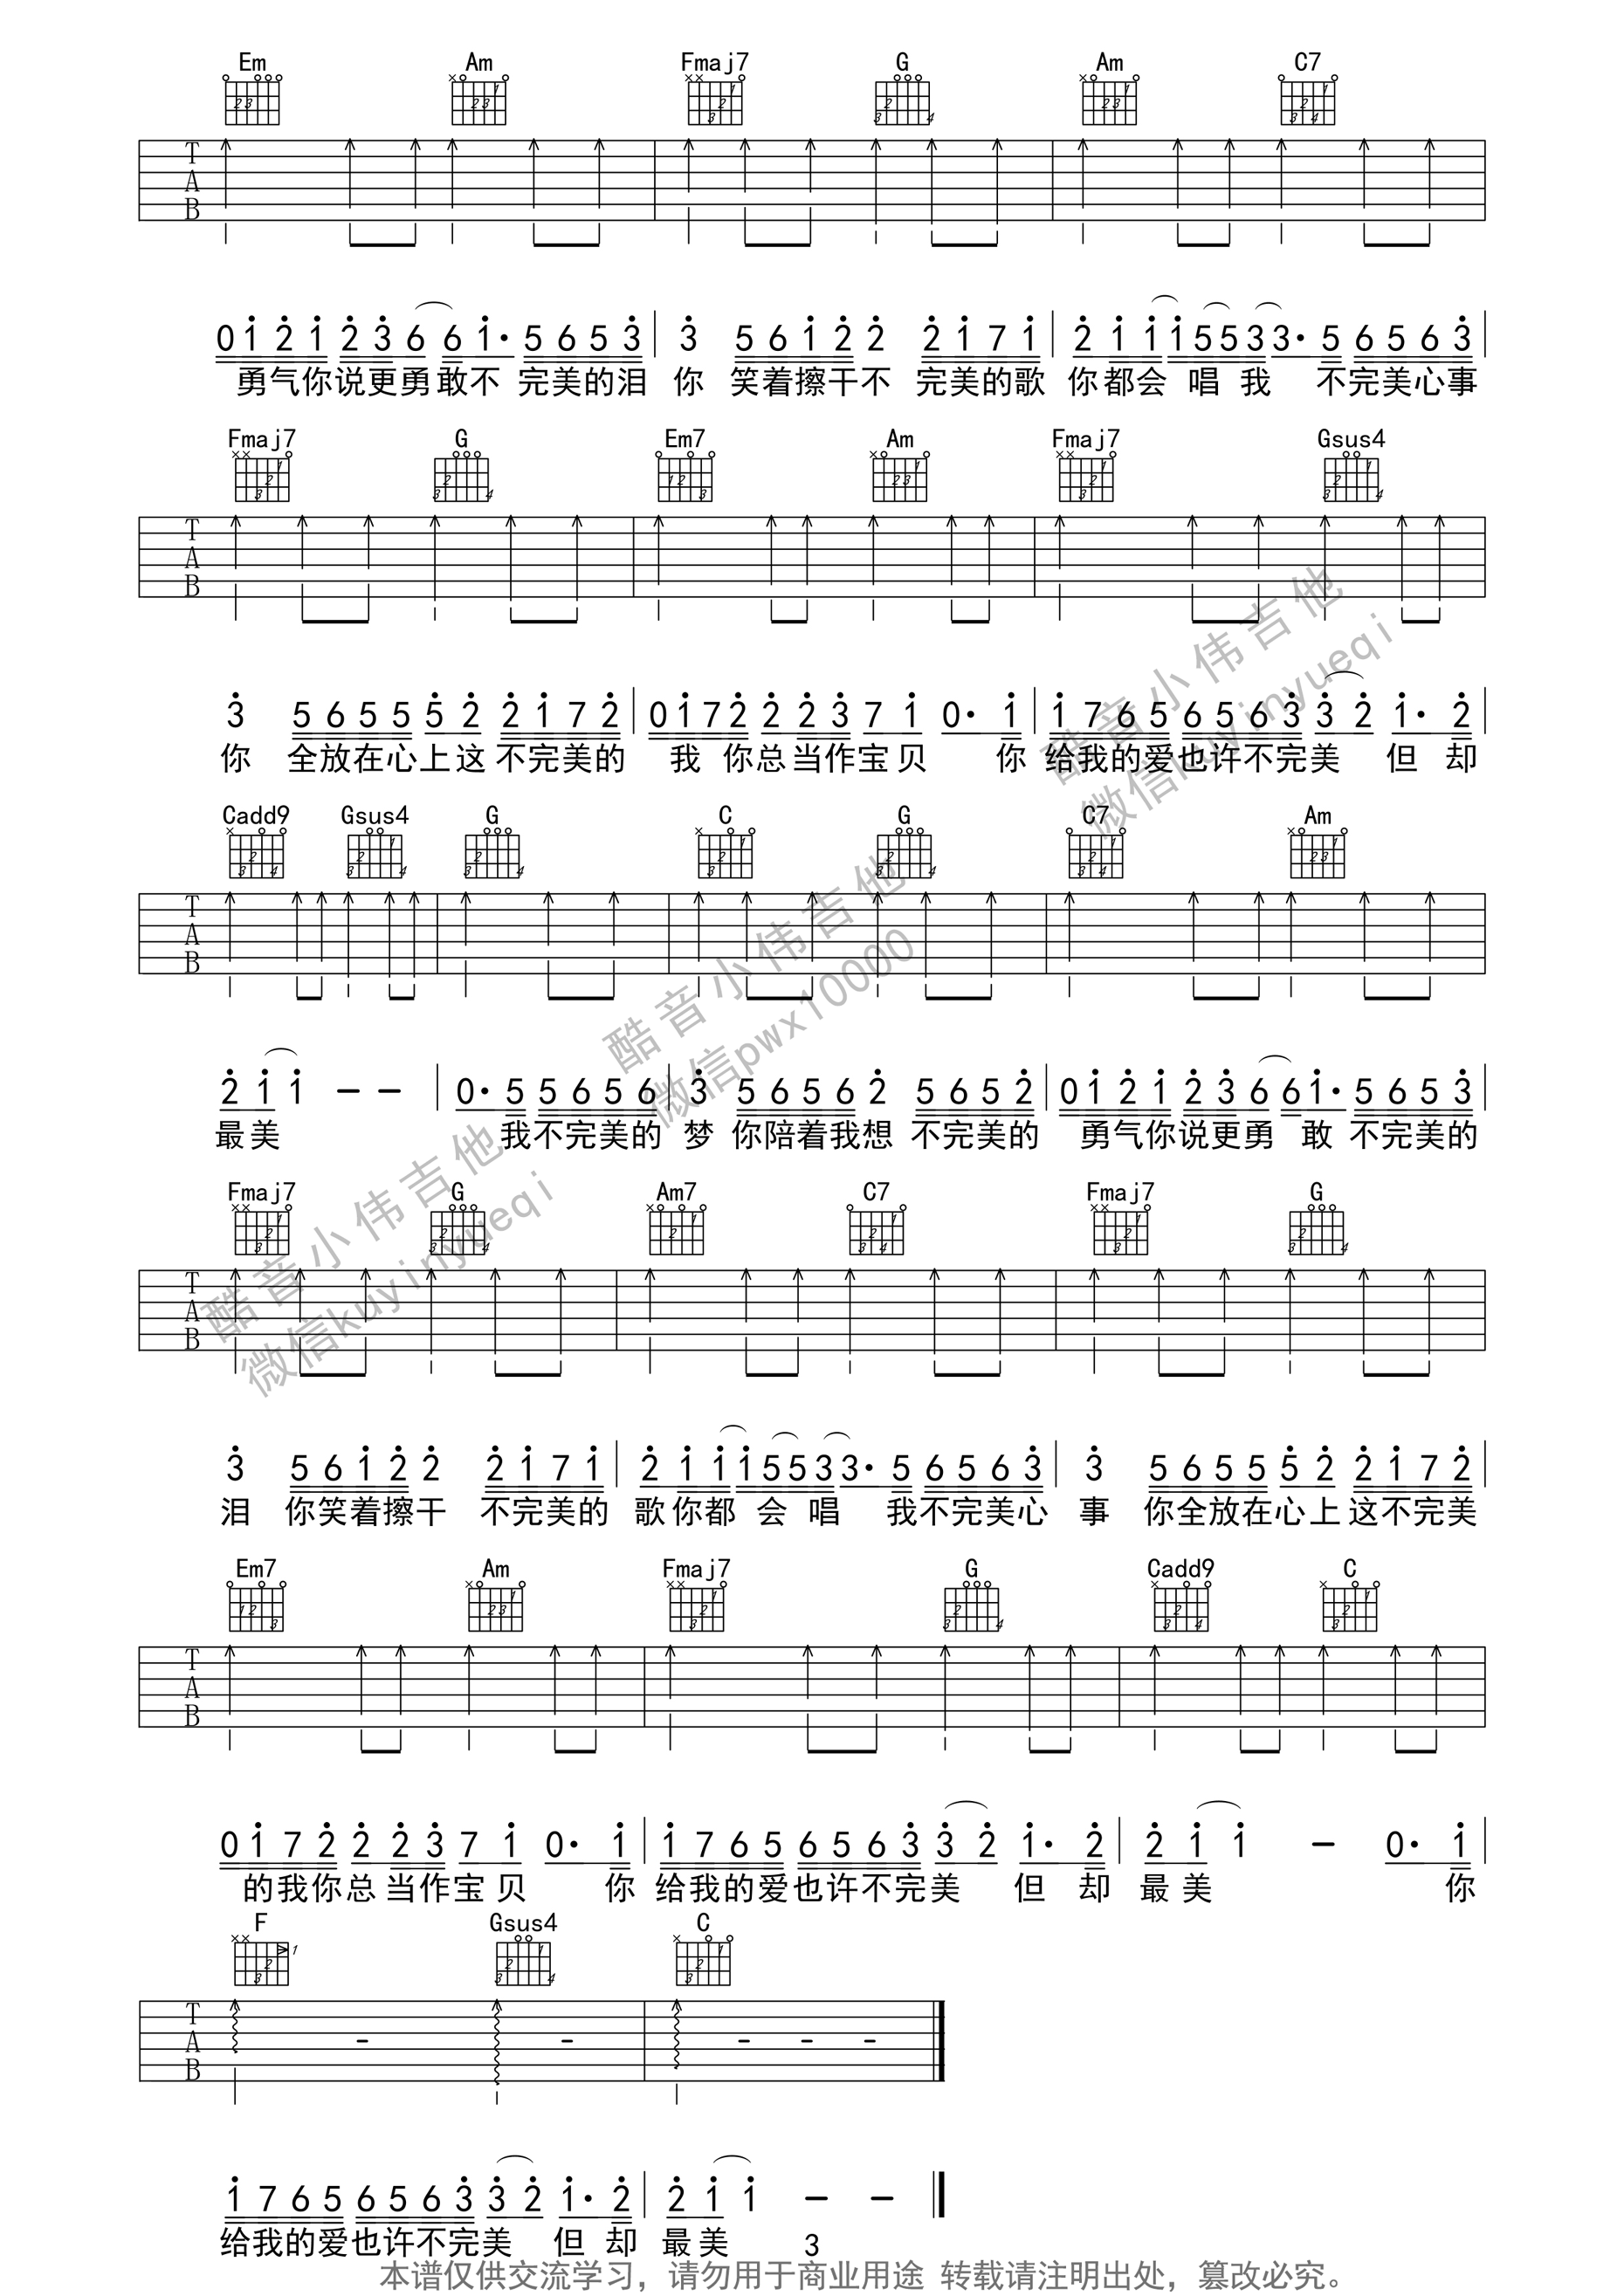 Em Am Fmaj7 G Am C7
T
A
B
0 1 2 1 2 3 6 6 1· 5 6 5 3 | 3 5 6 1 2 2 2 1 7 1 | 2 1 1 1 5 5 3 3· 5 6 5 6 3 |
勇气你说更勇敢不 完美的泪 你 笑着擦干不 完美的歌 你都会 唱 我 不完美心事
Fmaj7 G Em7 Am Fmaj7 Gsus4
T
A
B
3 5 6 5 5 5 2 2 1 7 2 | 0 1 7 2 2 2 3 7 1 0· 1 | 1 7 6 5 6 5 6 3 3 2 1· 2 |
你 全放在心上这 不完美的 我 你总当作宝贝 你 给我的爱也许不完美 但 却
Cadd9 Gsus4 G C G C7 Am
2 1 1 — — | 0· 5 5 6 5 6 | 3 5 6 5 6 2 5 6 5 2 | 0 1 2 1 2 3 6 6 1· 5 6 5 3 |
最美 我不完美的 梦 你陪着我想 不完美的 勇气你说更勇 敢 不完美的
Fmaj7 G Am7 C7 Fmaj7 G
T
A
B
3 5 6 1 2 2 2 1 7 1 | 2 1 1 1 5 5 3 3· 5 6 5 6 3 | 3 5 6 5 5 5 2 2 1 7 2 |
泪 你笑着擦干 不完美的 歌你都 会 唱 我不完美心 事 你全放在心上 这不完美
Em7 Am Fmaj7 G Cadd9 C
T
A
B
0 1 7 2 2 2 3 7 1 0· 1 | 1 7 6 5 6 5 6 3 3 2 1· 2 | 2 1 1 — 0· 1 |
的我你总当作宝贝 你 给我的爱也许不完美 但 却 最美 你
F Gsus4 C
T
A
B
1 7 6 5 6 5 6 3 3 2 1· 2 | 2 1 1 — —
给我的爱也许不完美 但 却 最美 3
本谱仅供交流学习，请勿用于商业用途 转载请注明出处，篡改必究。
酷音小伟吉他
微信kuyinyueqi
酷音小伟吉他
微信pwx10000
酷音小伟吉他
微信kuyinyueqi